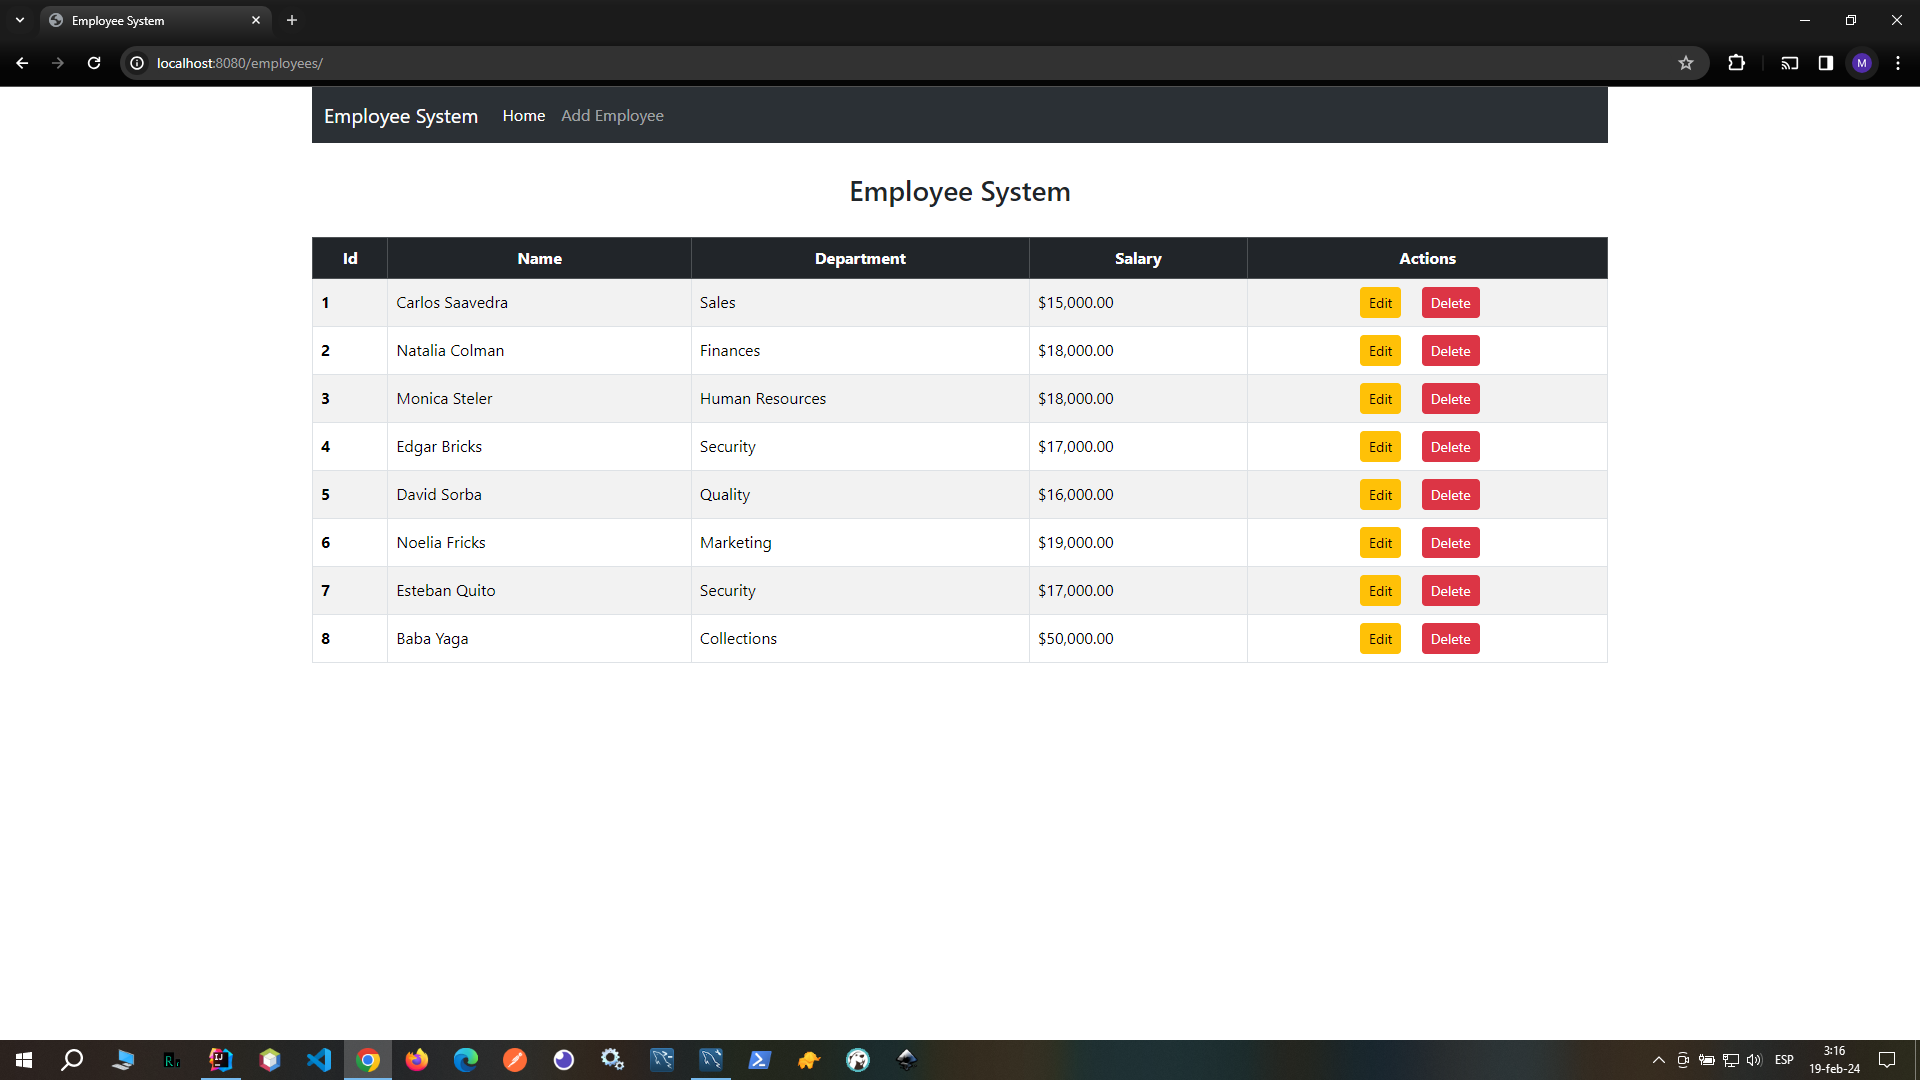 Employee System
localhost:8080/employees/
M
Employee System Home Add Employee
Employee System
Id Name Department Salary Actions
1 Carlos Saavedra Sales $15,000.00 Edit Delete
2 Natalia Colman Finances $18,000.00 Edit Delete
3 Monica Steler Human Resources $18,000.00 Edit Delete
4 Edgar Bricks Security $17,000.00 Edit Delete
5 David Sorba Quality $16,000.00 Edit Delete
6 Noelia Fricks Marketing $19,000.00 Edit Delete
7 Esteban Quito Security $17,000.00 Edit Delete
8 Baba Yaga Collections $50,000.00 Edit Delete
IJ
ESP
3:16
19-feb-24